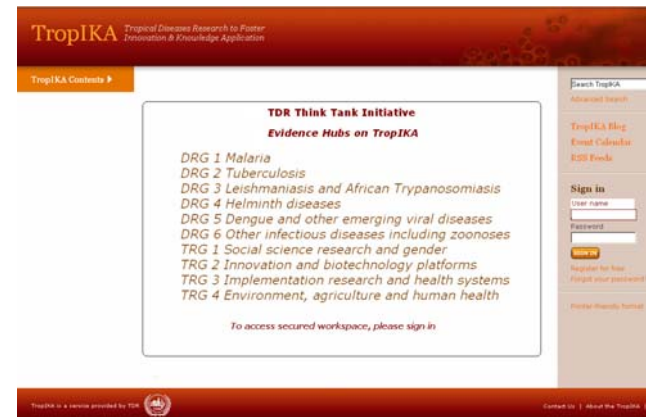 TropIKA Tropical Diseases Research to Foster
Innovation & Knowledge Application
TropIKA Contents
Search TropIKA
Advanced Search
TDR Think Tank Initiative
Evidence Hubs on TropIKA
DRG 1 Malaria
DRG 2 Tuberculosis
DRG 3 Leishmaniasis and African Trypanosomiasis
DRG 4 Helminth diseases
DRG 5 Dengue and other emerging viral diseases
DRG 6 Other infectious diseases including zoonoses
TRG 1 Social science research and gender
TRG 2 Innovation and biotechnology platforms
TRG 3 Implementation research and health systems
TRG 4 Environment, agriculture and human health
To access secured workspace, please sign in
TropIKA Blog
Event Calendar
RSS Feeds
Sign in
User name
Password
SIGN IN
Register for free
Forgot your password
Printer-friendly format
TropIKA is a service provided by TDR
Contact Us | About the TropIKA |